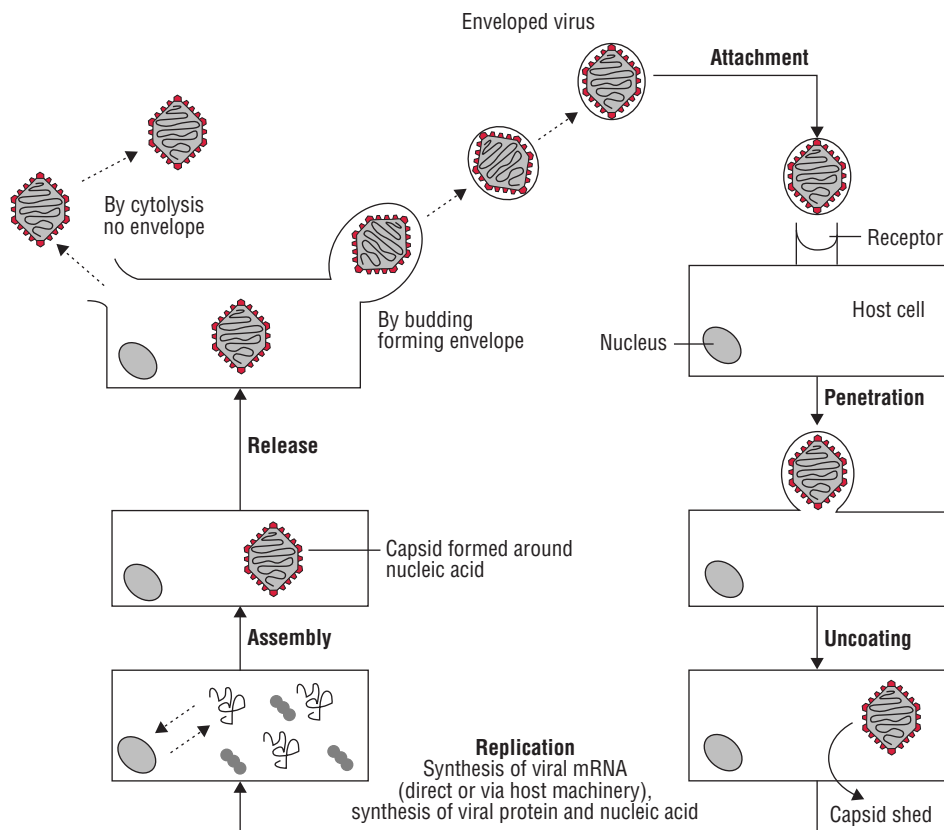 Enveloped virus
Attachment
By cytolysis
no envelope
Receptor
Host cell
By budding
forming envelope
Nucleus
Penetration
Release
Capsid formed around
nucleic acid
Assembly
Uncoating
Replication
Synthesis of viral mRNA
(direct or via host machinery),
synthesis of viral protein and nucleic acid
Capsid shed